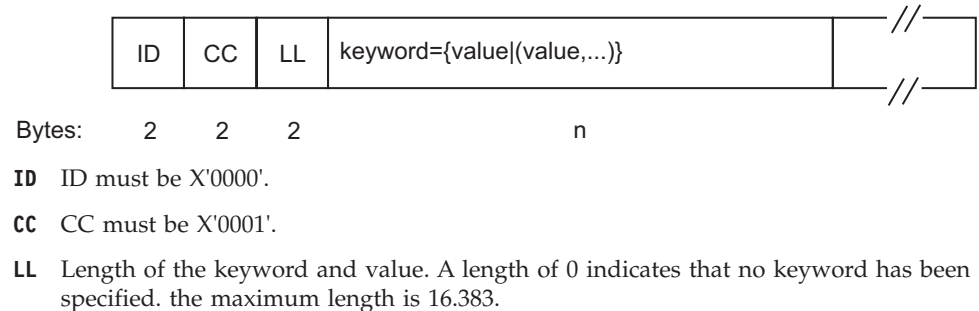 ID CC LL keyword={value|(value,...)}
Bytes: 2 2 2 n
ID ID must be X'0000'.
CC CC must be X'0001'.
LL Length of the keyword and value. A length of 0 indicates that no keyword has been
specified. the maximum length is 16.383.